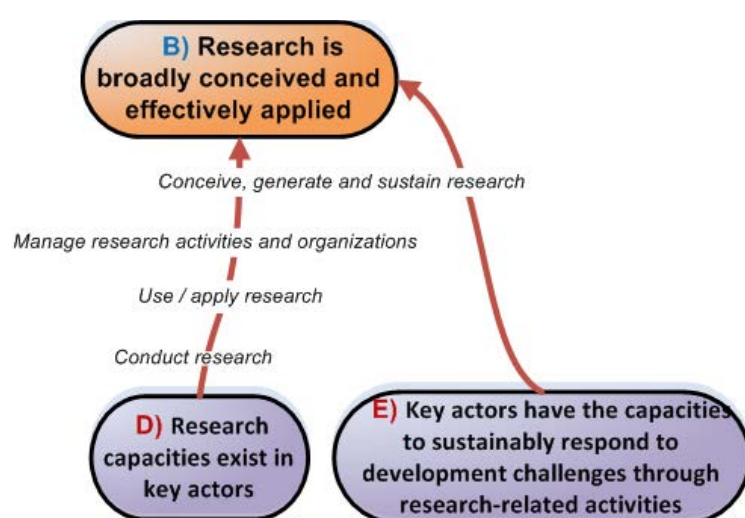 B) Research is
broadly conceived and
effectively applied
Conceive, generate and sustain research
Manage research activities and organizations
Use / apply research
Conduct research
D) Research
capacities exist in
key actors
E) Key actors have the capacities
to sustainably respond to
development challenges through
research-related activities